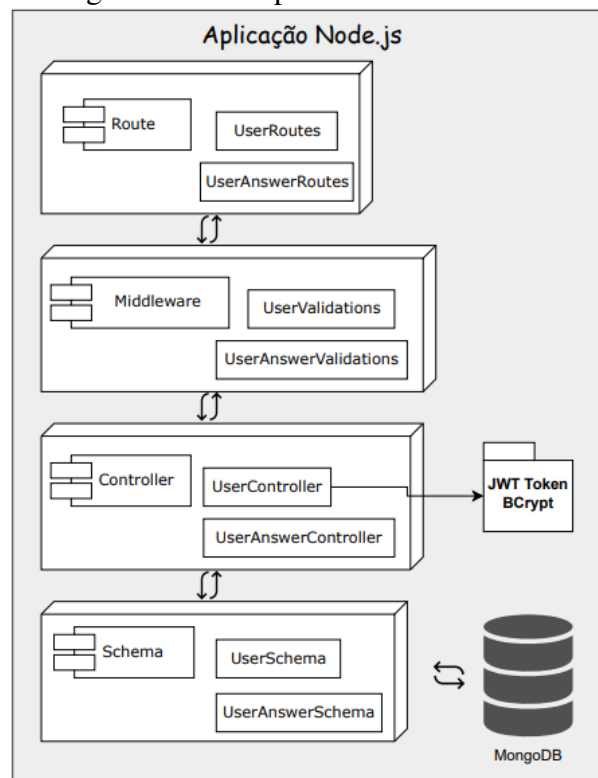 Aplicação Node.js
Route
UserRoutes
UserAnswerRoutes
Middleware
UserValidations
UserAnswerValidations
Controller
UserController
UserAnswerController
JWT Token
BCrypt
Schema
UserSchema
UserAnswerSchema
MongoDB